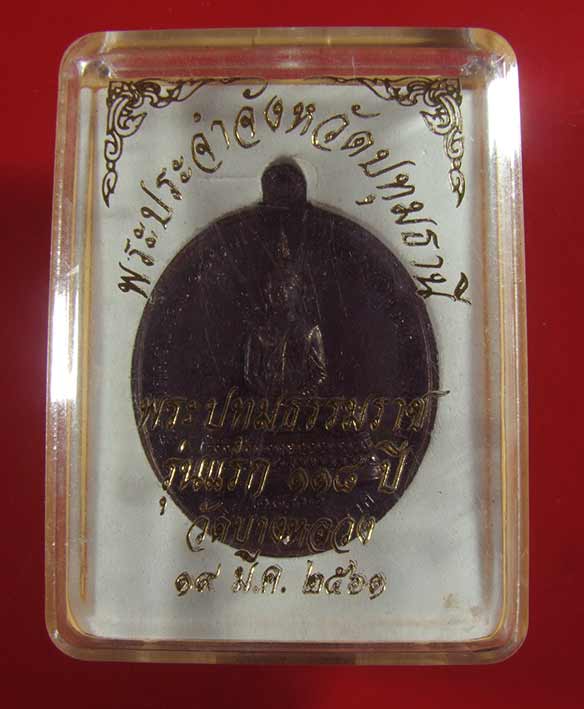 พระประจำจังหวัดปทุมธานี
พระปทุมธรรมราช
รุ่นแรก ๑๑๘ ปี
วัดบางหลวง
๑๙ มี.ค. ๒๕๖๑